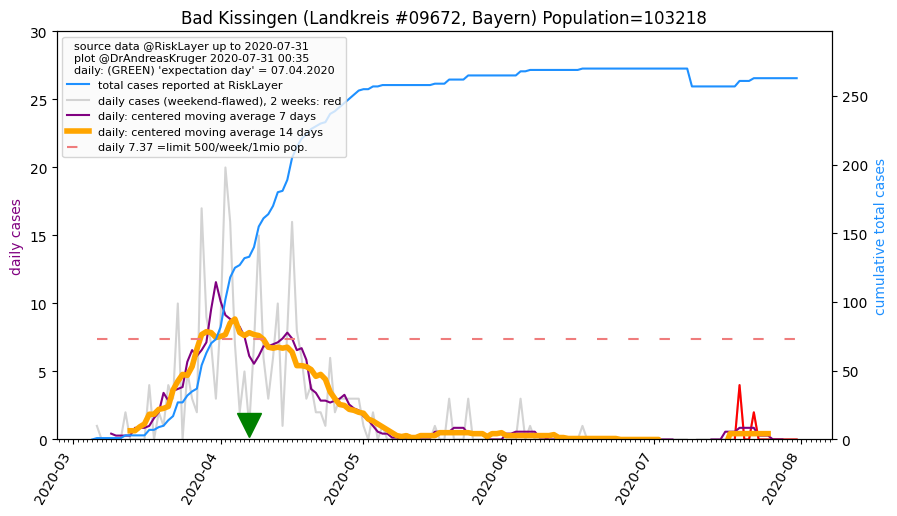 Bad Kissingen (Landkreis #09672, Bayern) Population=103218
source data @RiskLayer up to 2020-07-31
plot @DrAndreasKruger 2020-07-31 00:35
daily: (GREEN) 'expectation day' = 07.04.2020
total cases reported at RiskLayer
daily cases (weekend-flawed), 2 weeks: red
daily: centered moving average 7 days
daily: centered moving average 14 days
daily 7.37 =limit 500/week/1mio pop.
daily cases
30
25
20
15
10
5
0
cumulative total cases
250
200
150
100
50
0
2020-03
2020-04
2020-05
2020-06
2020-07
2020-08